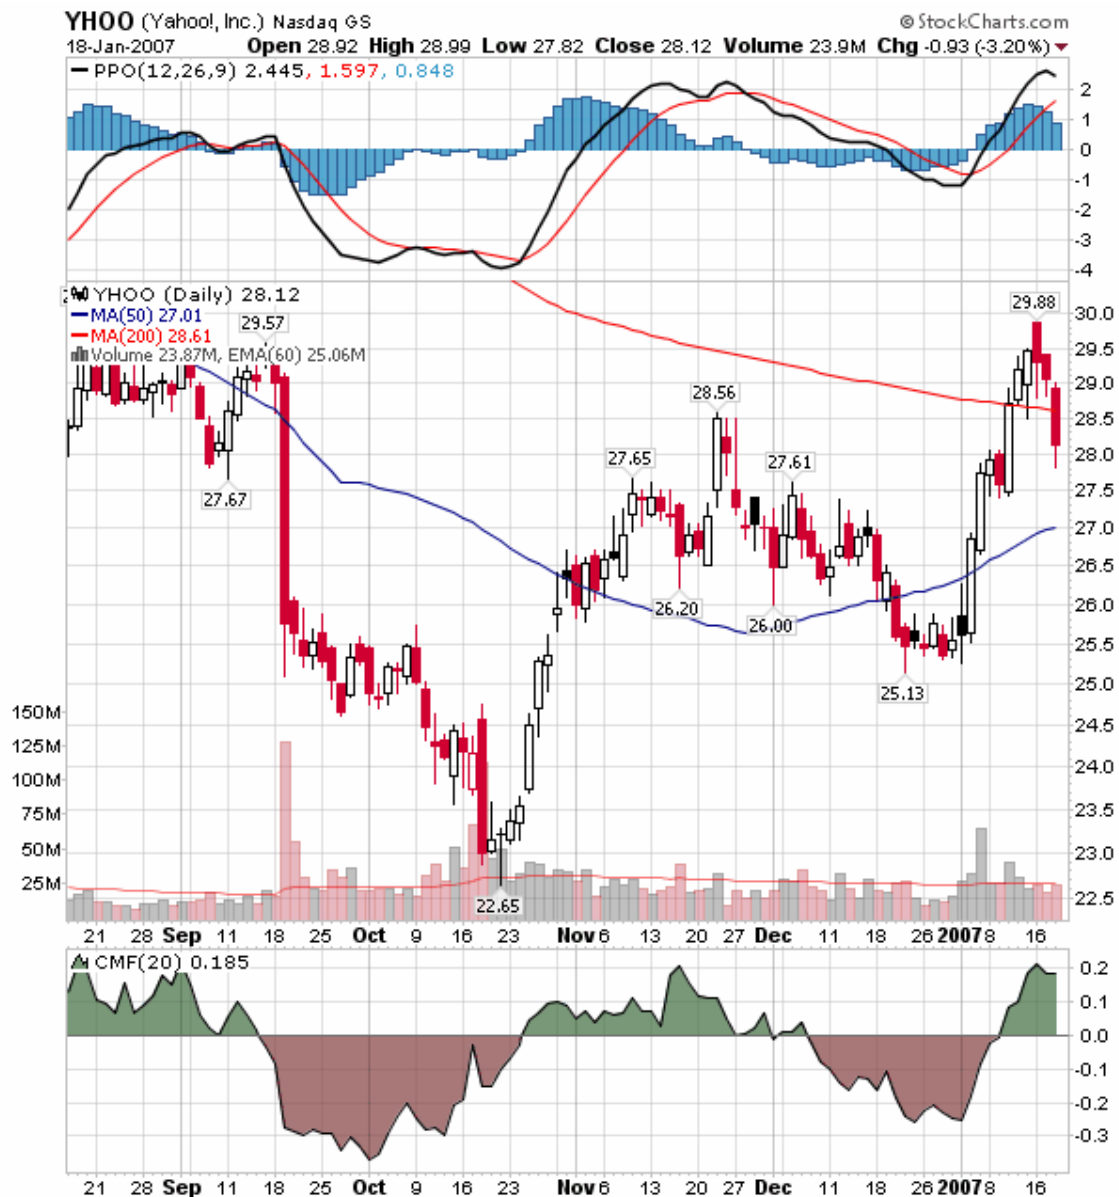 YHOO (Yahoo!, Inc.) Nasdaq GS © StockCharts.com
18-Jan-2007 Open 28.92 High 28.99 Low 27.82 Close 28.12 Volume 23.9M Chg -0.93 (-3.20%)
PPO(12,26,9) 2.445, 1.597, 0.848
2
1
0
-1
-2
-3
-4
YHOO (Daily) 28.12
MA(50) 27.01
MA(200) 28.61
Volume 23.87M, EMA(60) 25.06M
29.57
29.88
28.56
27.65
27.61
27.67
26.20
26.00
25.13
22.65
30.0
29.5
29.0
28.5
28.0
27.5
27.0
26.5
26.0
25.5
25.0
24.5
24.0
23.5
23.0
22.5
150M
125M
100M
75M
50M
25M
21 28 Sep 11 18 25 Oct 9 16 23 Nov 6 13 20 27 Dec 11 18 26 2007 8 16
CMF(20) 0.185
0.2
0.1
0.0
-0.1
-0.2
-0.3
21 28 Sep 11 18 25 Oct 9 16 23 Nov 6 13 20 27 Dec 11 18 26 2007 8 16